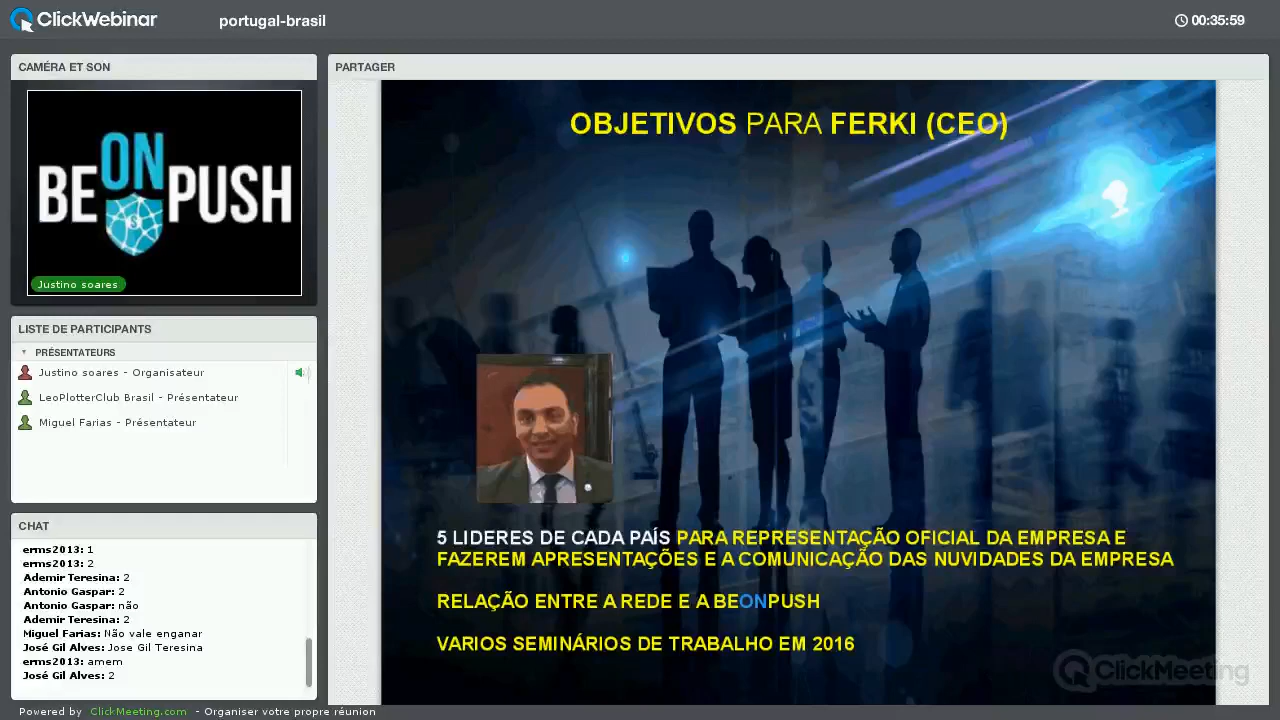 ClickWebinar
portugal-brasil
00:35:59
CAMÉRA ET SON
BEONPUSH
Justino soares
LISTE DE PARTICIPANTS
PRÉSENTATEURS
Justino soares - Organisateur
LeoPlotterClub Brasil - Présentateur
Miguel Farias - Présentateur
CHAT
erms2013: 1
erms2013: 2
Ademir Teresina: 2
Antonio Gaspar: 2
Antonio Gaspar: não
Ademir Teresina: 2
Miguel Farias: Não vale enganar
José Gil Alves: Jose Gil Teresina
erms2013: amem
José Gil Alves: 2
PARTAGER
OBJETIVOS PARA FERKI (CEO)
5 LIDERES DE CADA PAÍS PARA REPRESENTAÇÃO OFICIAL DA EMPRESA E
FAZEREM APRESENTAÇÕES E A COMUNICAÇÃO DAS NUVIDADES DA EMPRESA
RELAÇÃO ENTRE A REDE E A BEONPUSH
VARIOS SEMINÁRIOS DE TRABALHO EM 2016
ClickMeeting
Powered by ClickMeeting.com - Organiser votre propre réunion